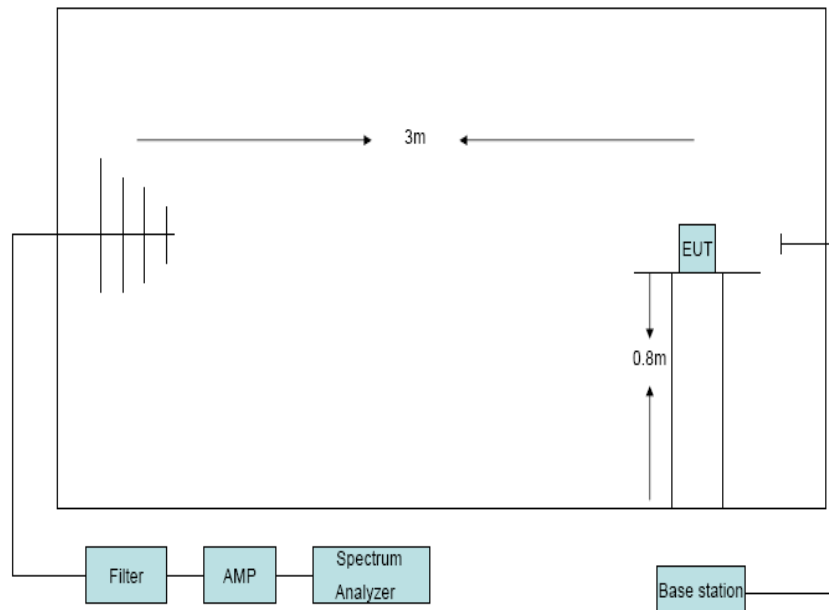 3m
EUT
0.8m
Filter
AMP
Spectrum
Analyzer
Base station